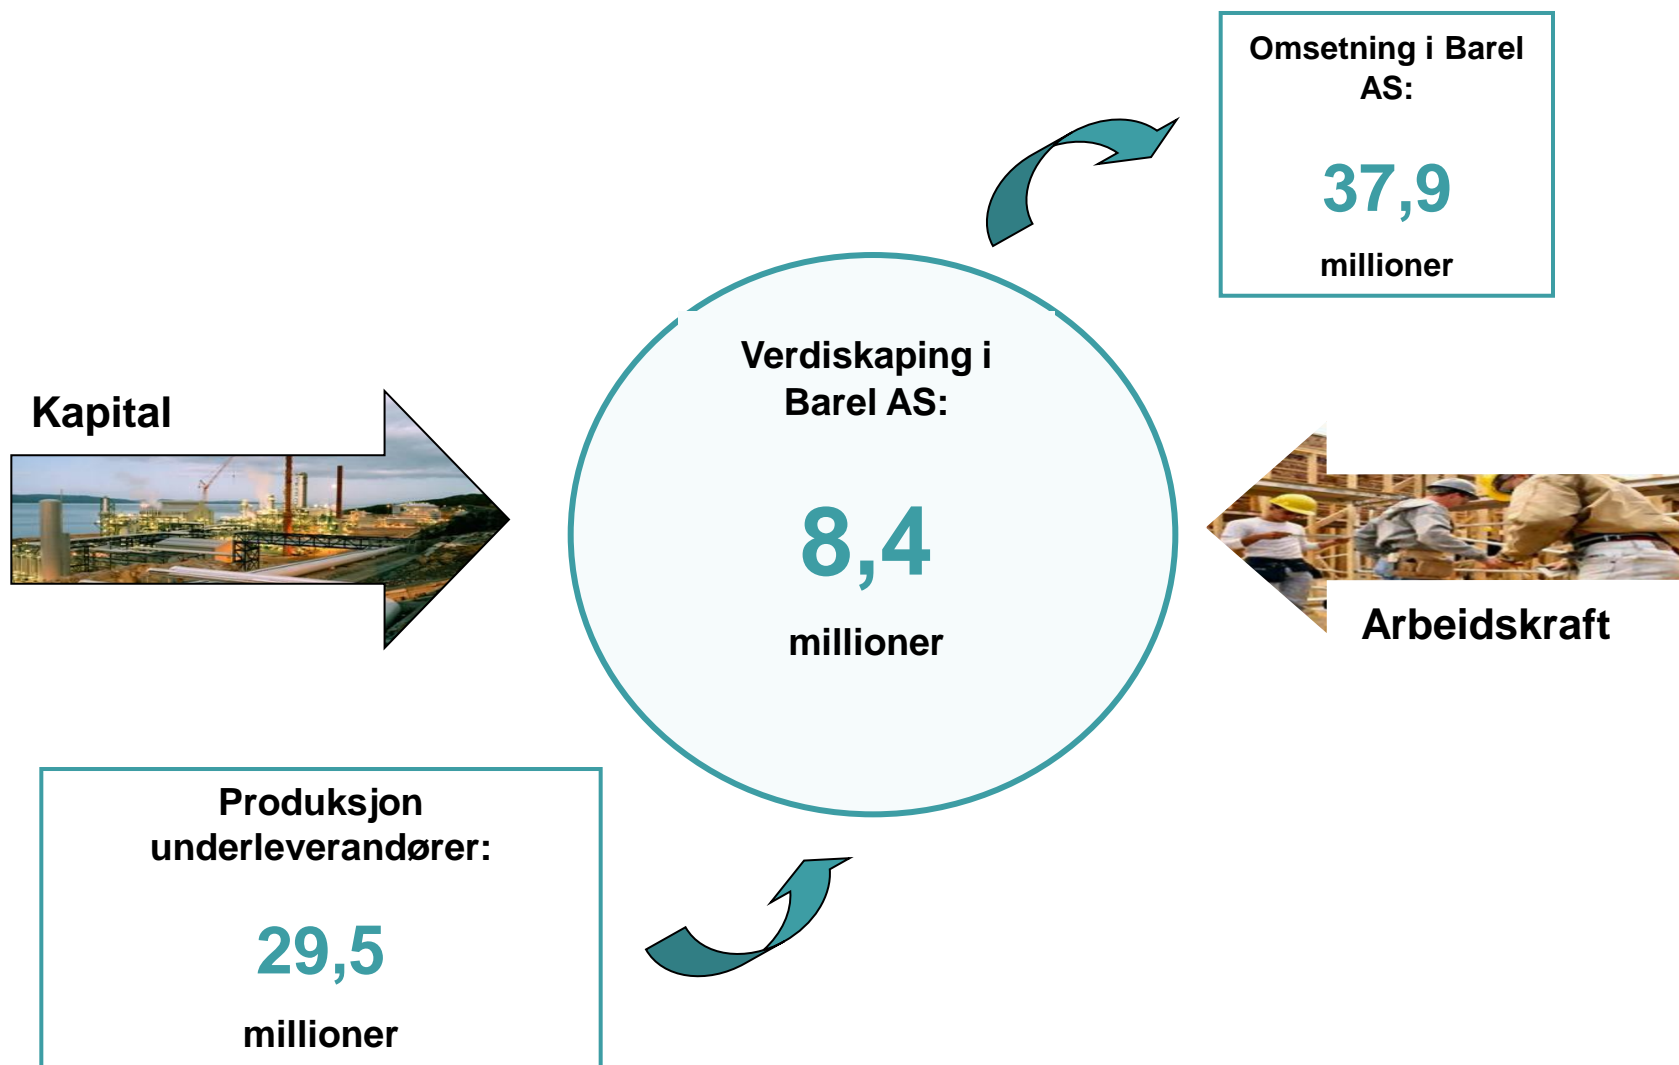 Omsetning i Barel
AS:
37,9
millioner
Verdiskaping i
Barel AS:
8,4
millioner
Kapital
Arbeidskraft
Produksjon
underleverandører:
29,5
millioner